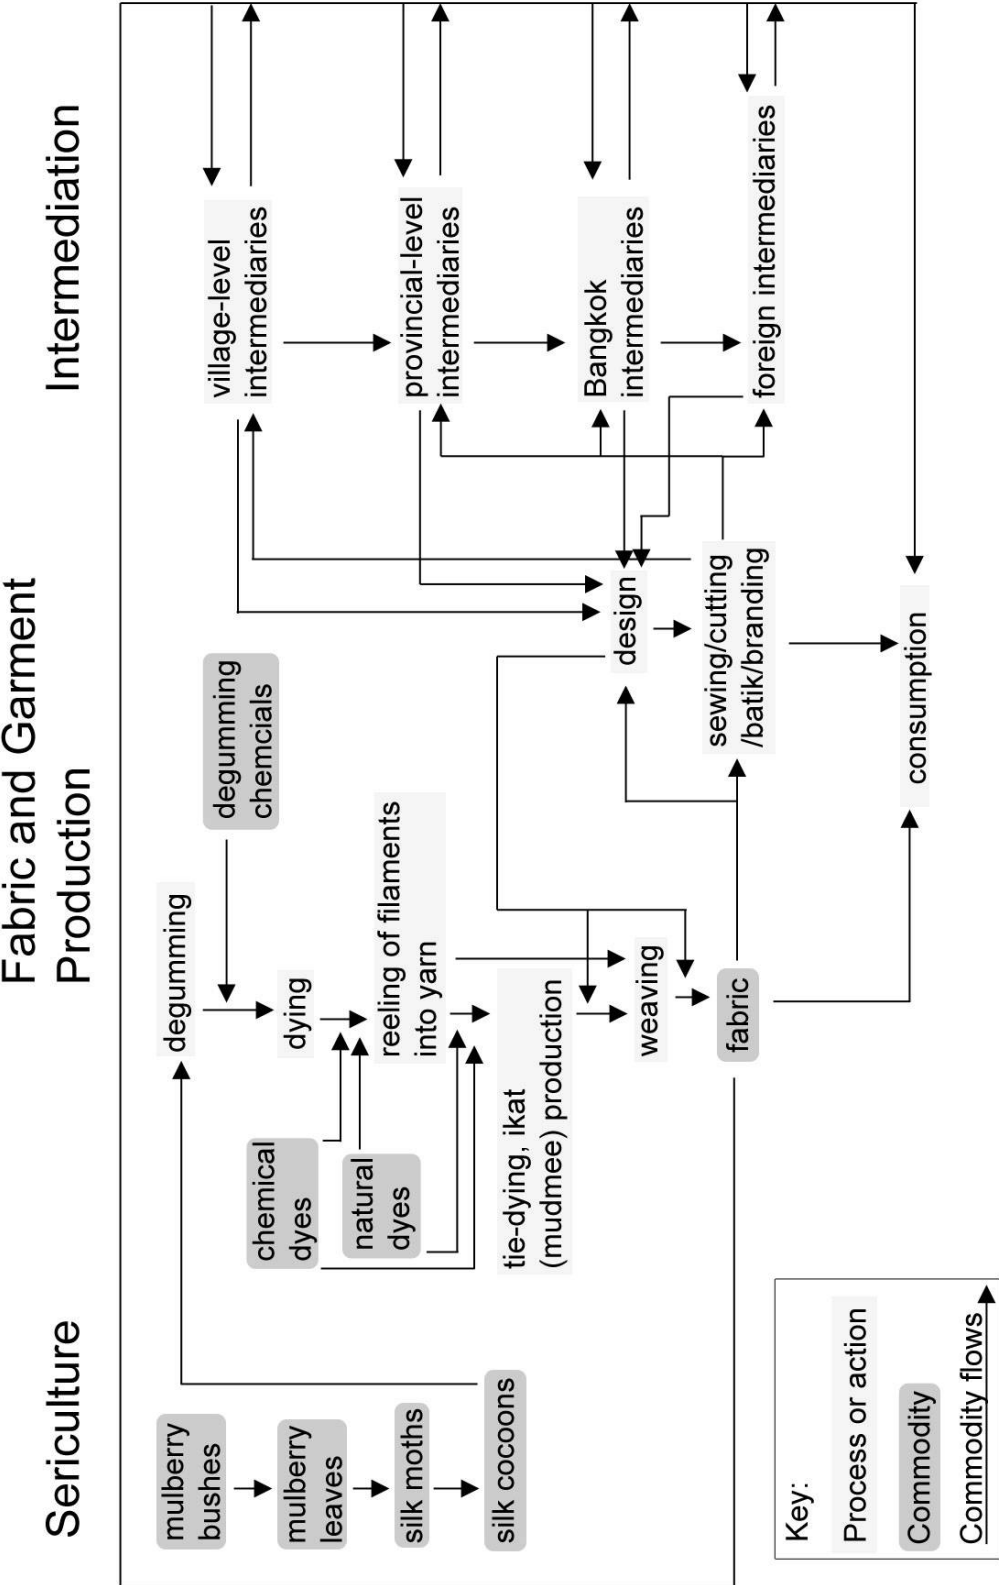 Sericulture
mulberry
bushes
mulberry
leaves
silk moths
silk cocoons
Fabric and Garment
Production
degumming
degumming
chemcials
dying
chemical
dyes
natural
dyes
reeling of filaments
into yarn
tie-dying, ikat
(mudmee) production
weaving
fabric
design
sewing/cutting
/batik/branding
consumption
Intermediation
village-level
intermediaries
provincial-level
intermediaries
Bangkok
intermediaries
foreign intermediaries
Key:
Process or action
Commodity
Commodity flows